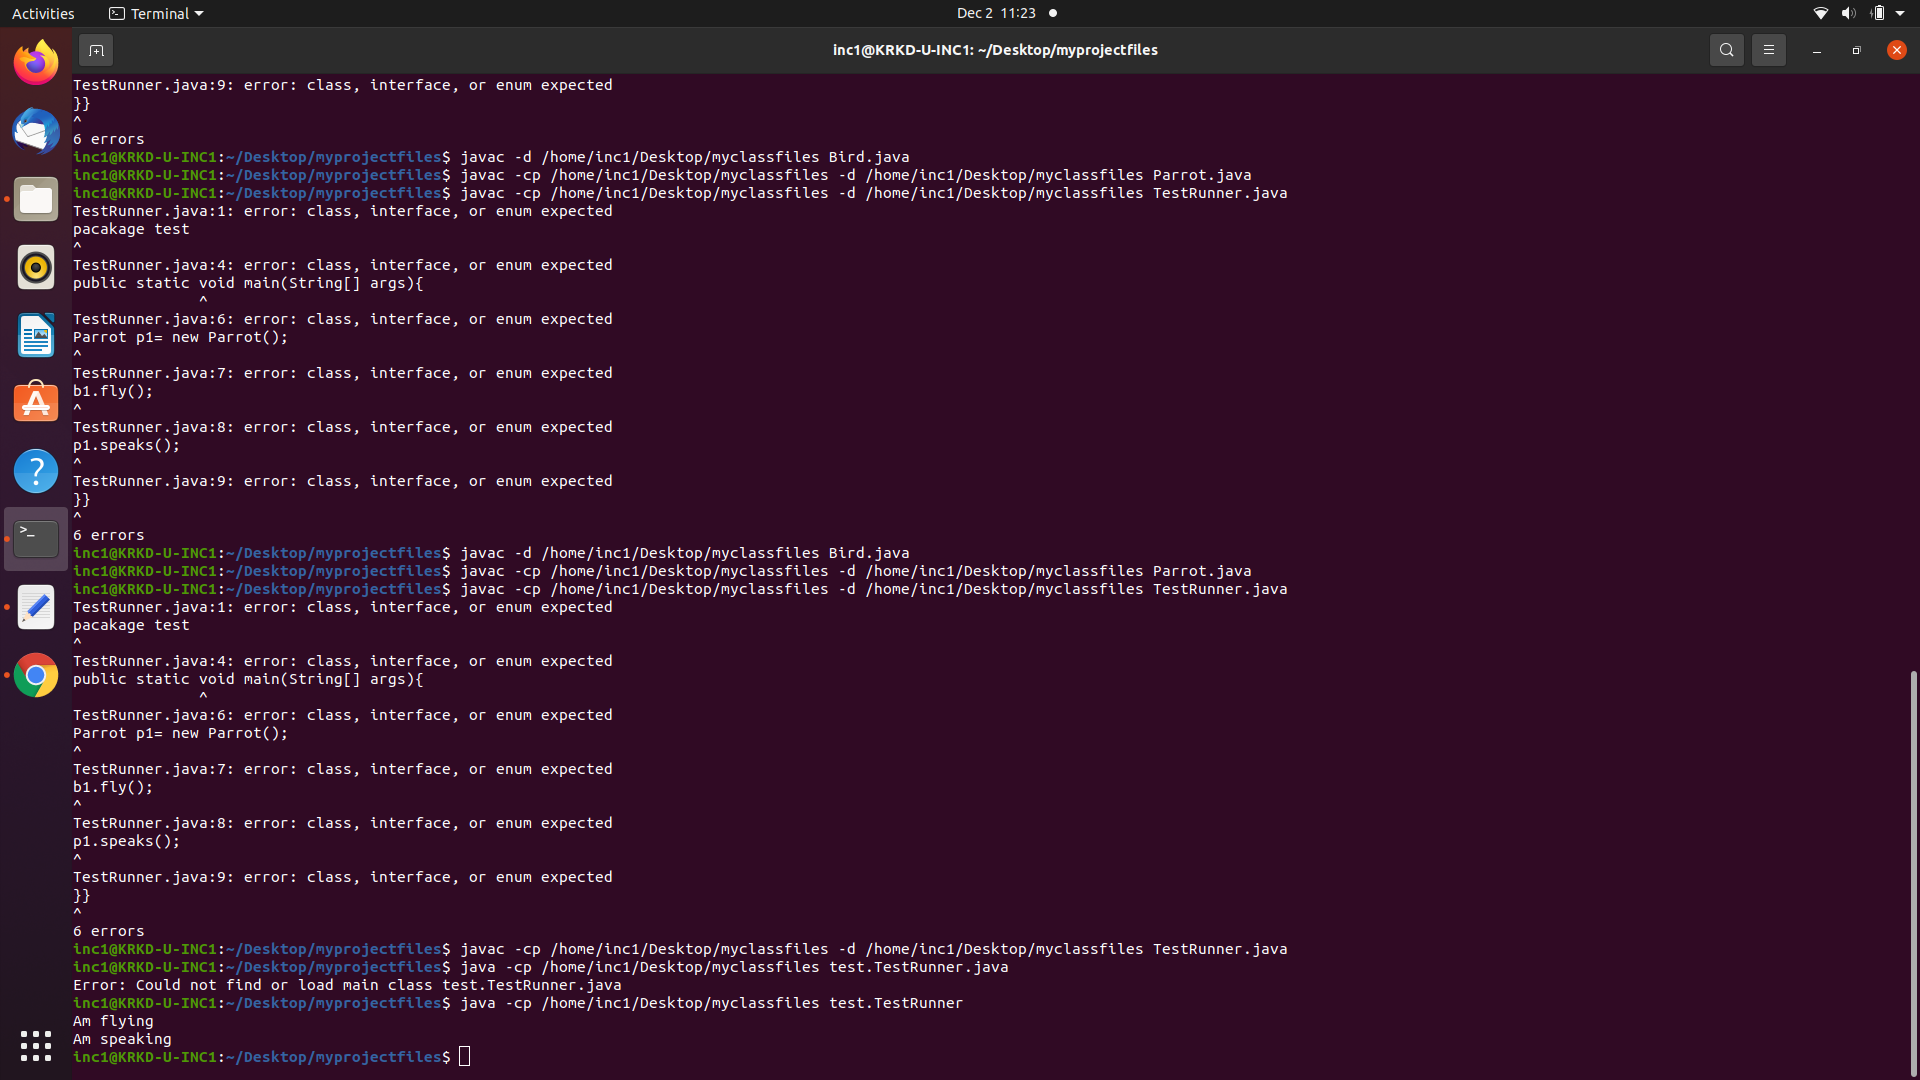 Activities
Terminal
Dec 2 11:23
inc1@KRKD-U-INC1: ~/Desktop/myprojectfiles
TestRunner.java:9: error: class, interface, or enum expected
}}
^
6 errors
inc1@KRKD-U-INC1:~/Desktop/myprojectfiles$ javac -d /home/inc1/Desktop/myclassfiles Bird.java
inc1@KRKD-U-INC1:~/Desktop/myprojectfiles$ javac -cp /home/inc1/Desktop/myclassfiles -d /home/inc1/Desktop/myclassfiles Parrot.java
inc1@KRKD-U-INC1:~/Desktop/myprojectfiles$ javac -cp /home/inc1/Desktop/myclassfiles -d /home/inc1/Desktop/myclassfiles TestRunner.java
TestRunner.java:1: error: class, interface, or enum expected
pacakage test
^
TestRunner.java:4: error: class, interface, or enum expected
public static void main(String[] args){
^
TestRunner.java:6: error: class, interface, or enum expected
Parrot p1= new Parrot();
^
TestRunner.java:7: error: class, interface, or enum expected
b1.fly();
^
TestRunner.java:8: error: class, interface, or enum expected
p1.speaks();
^
TestRunner.java:9: error: class, interface, or enum expected
}}
^
6 errors
inc1@KRKD-U-INC1:~/Desktop/myprojectfiles$ javac -d /home/inc1/Desktop/myclassfiles Bird.java
inc1@KRKD-U-INC1:~/Desktop/myprojectfiles$ javac -cp /home/inc1/Desktop/myclassfiles -d /home/inc1/Desktop/myclassfiles Parrot.java
inc1@KRKD-U-INC1:~/Desktop/myprojectfiles$ javac -cp /home/inc1/Desktop/myclassfiles -d /home/inc1/Desktop/myclassfiles TestRunner.java
TestRunner.java:1: error: class, interface, or enum expected
pacakage test
^
TestRunner.java:4: error: class, interface, or enum expected
public static void main(String[] args){
^
TestRunner.java:6: error: class, interface, or enum expected
Parrot p1= new Parrot();
^
TestRunner.java:7: error: class, interface, or enum expected
b1.fly();
^
TestRunner.java:8: error: class, interface, or enum expected
p1.speaks();
^
TestRunner.java:9: error: class, interface, or enum expected
}}
^
6 errors
inc1@KRKD-U-INC1:~/Desktop/myprojectfiles$ javac -cp /home/inc1/Desktop/myclassfiles -d /home/inc1/Desktop/myclassfiles TestRunner.java
inc1@KRKD-U-INC1:~/Desktop/myprojectfiles$ java -cp /home/inc1/Desktop/myclassfiles test.TestRunner.java
Error: Could not find or load main class test.TestRunner.java
inc1@KRKD-U-INC1:~/Desktop/myprojectfiles$ java -cp /home/inc1/Desktop/myclassfiles test.TestRunner
Am flying
Am speaking
inc1@KRKD-U-INC1:~/Desktop/myprojectfiles$